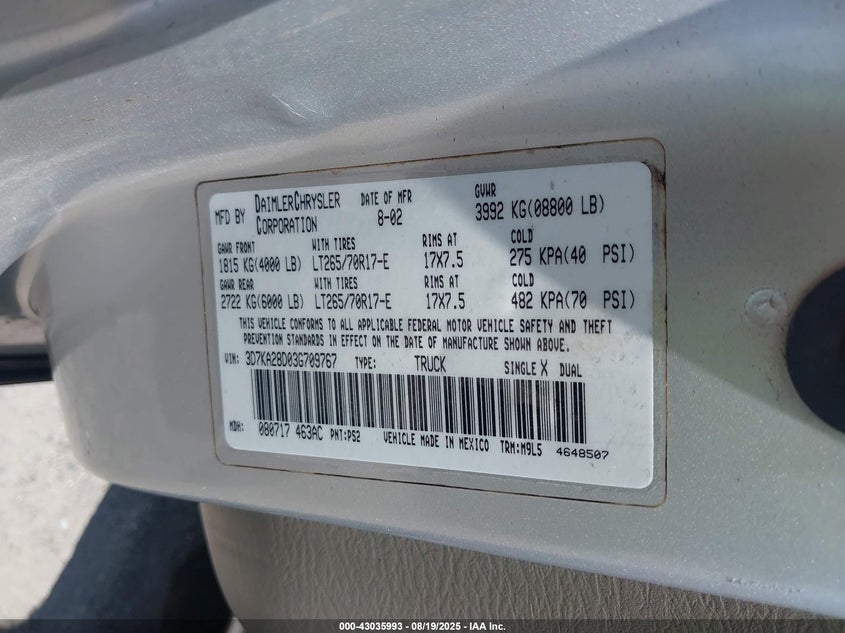 MFD BY DAIMLERCHRYSLER CORPORATION DATE OF MFR 8-02 GVWR 3992 KG(08800 LB)
GAWR FRONT WITH TIRES RIMS AT COLD
1815 KG(4000 LB) LT265/70R17-E 17X7.5 275 KPA(40 PSI)
GAWR REAR WITH TIRES RIMS AT COLD
2722 KG(6000 LB) LT265/70R17-E 17X7.5 482 KPA(70 PSI)
THIS VEHICLE CONFORMS TO ALL APPLICABLE FEDERAL MOTOR VEHICLE SAFETY AND THEFT
PREVENTION STANDARDS IN EFFECT ON THE DATE OF MANUFACTURE SHOWN ABOVE.
VIN: 3D7KA28D03G709767 TYPE: TRUCK SINGLE X DUAL
MDH: 080717 463AC PNT:PS2 VEHICLE MADE IN MEXICO TRM:M9L5 4648507
000-43035993 - 08/19/2025 - IAA Inc.